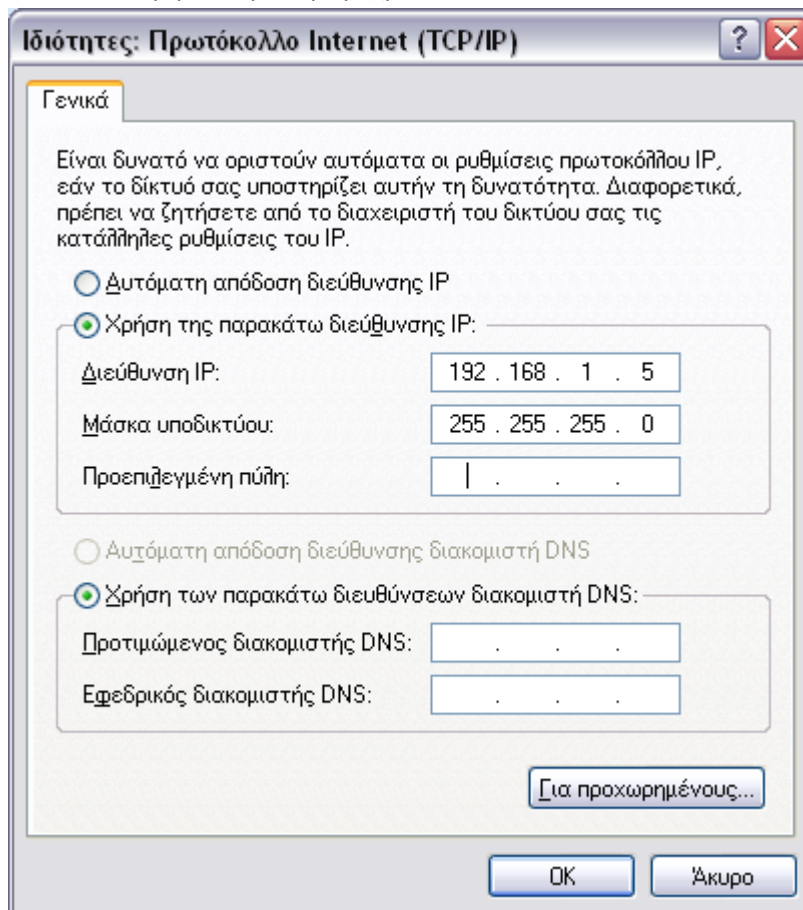 Ιδιότητες: Πρωτόκολλο Internet (TCP/IP)
Γενικά
Είναι δυνατό να οριστούν αυτόματα οι ρυθμίσεις πρωτοκόλλου IP,
εάν το δίκτυό σας υποστηρίζει αυτήν τη δυνατότητα. Διαφορετικά,
πρέπει να ζητήσετε από το διαχειριστή του δικτύου σας τις
κατάλληλες ρυθμίσεις του IP.
Αυτόματη απόδοση διεύθυνσης IP
Χρήση της παρακάτω διεύθυνσης IP:
Διεύθυνση IP: 192 . 168 . 1 . 5
Μάσκα υποδικτύου: 255 . 255 . 255 . 0
Προεπιλεγμένη πύλη: . . .
Αυτόματη απόδοση διεύθυνσης διακομιστή DNS
Χρήση των παρακάτω διευθύνσεων διακομιστή DNS:
Προτιμώμενος διακομιστής DNS: . . .
Εφεδρικός διακομιστής DNS: . . .
Για προχωρημένους...
OK Άκυρο